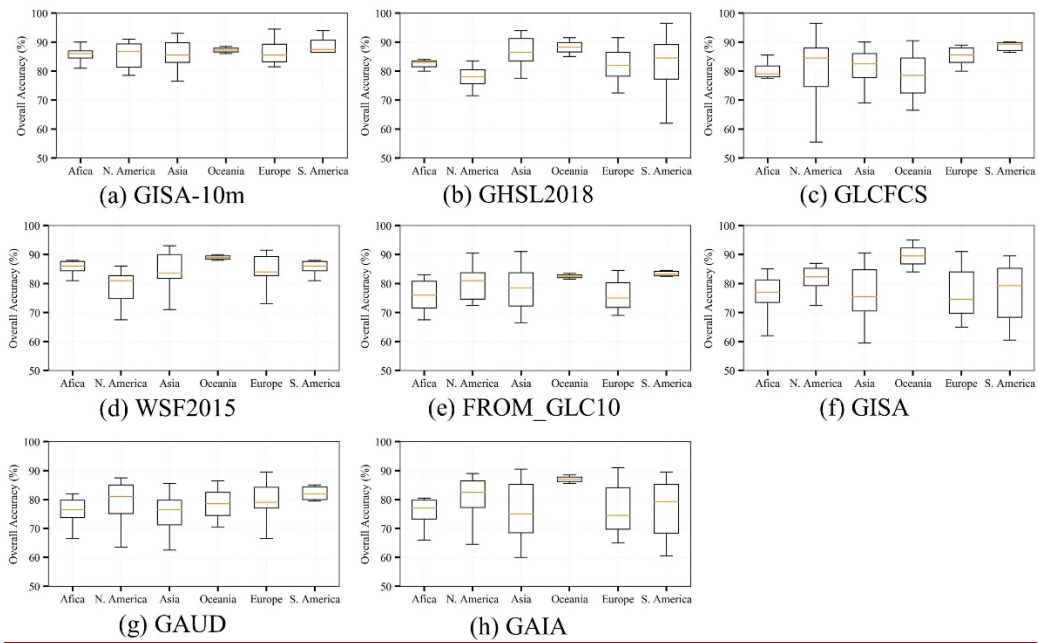 100
90
80
70
60
50
Overall Accuracy (%)
Afica N. America Asia Oceania Europe S. America
(a) GISA-10m
100
90
80
70
60
50
Overall Accuracy (%)
Afica N. America Asia Oceania Europe S. America
(b) GHSL2018
100
90
80
70
60
50
Overall Accuracy (%)
Afica N. America Asia Oceania Europe S. America
(c) GLCFCS
100
90
80
70
60
50
Overall Accuracy (%)
Afica N. America Asia Oceania Europe S. America
(d) WSF2015
100
90
80
70
60
50
Overall Accuracy (%)
Afica N. America Asia Oceania Europe S. America
(e) FROM_GLC10
100
90
80
70
60
50
Overall Accuracy (%)
Afica N. America Asia Oceania Europe S. America
(f) GISA
100
90
80
70
60
50
Overall Accuracy (%)
Afica N. America Asia Oceania Europe S. America
(g) GAUD
100
90
80
70
60
50
Overall Accuracy (%)
Afica N. America Asia Oceania Europe S. America
(h) GAIA